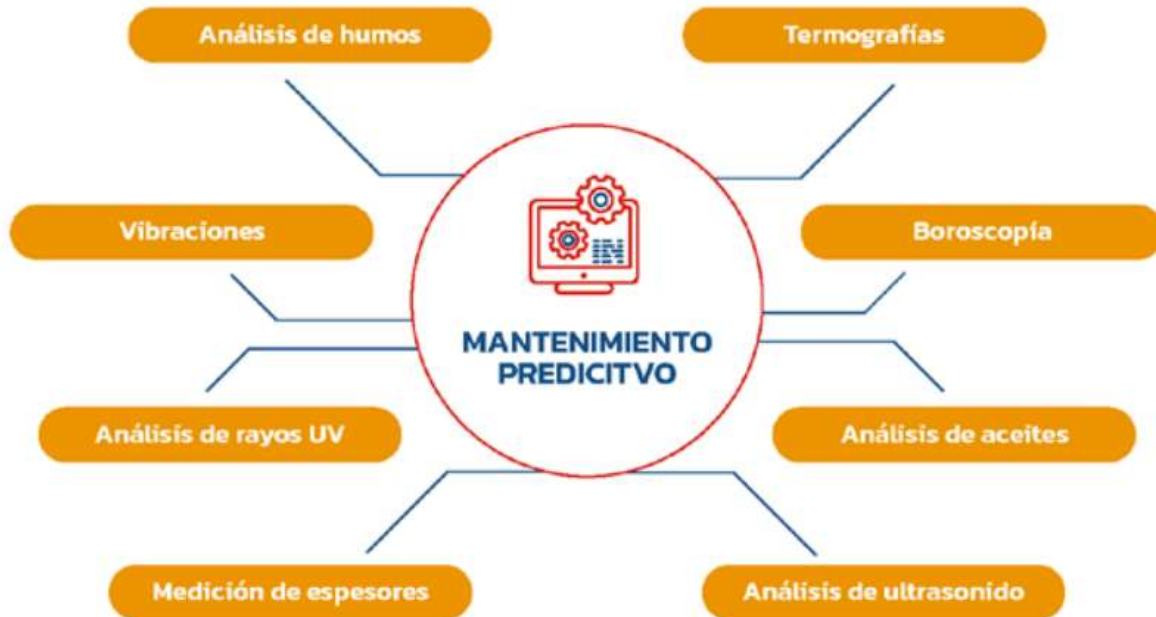 Análisis de humos
Termografías
Vibraciones
Boroscopía
IN
MANTENIMIENTO
PREDICITVO
Análisis de rayos UV
Análisis de aceites
Medición de espesores
Análisis de ultrasonido